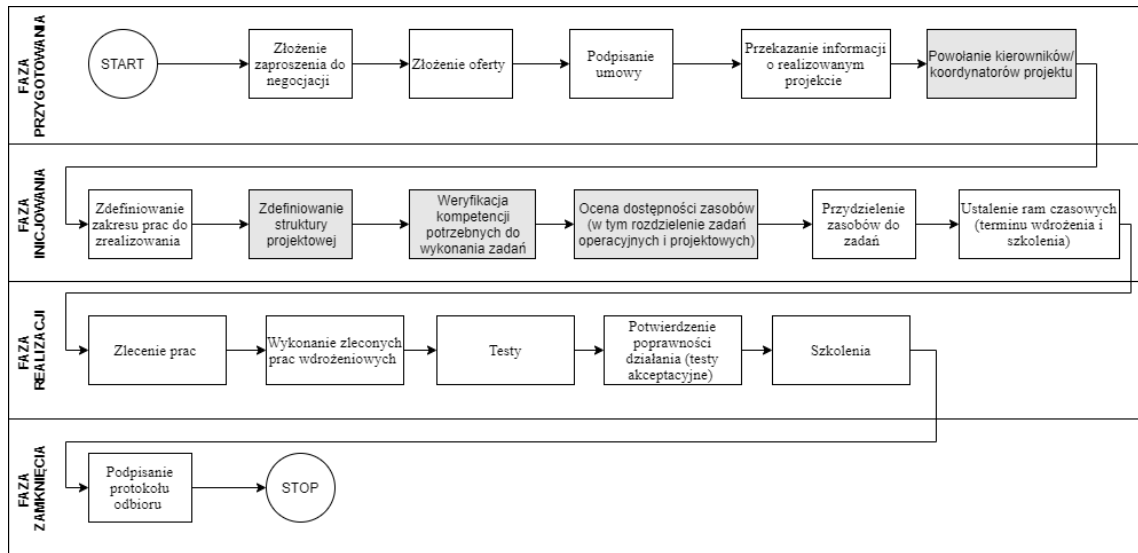 FAZA
PRZYGOTOWANIA
START
Złożenie
zaproszenia do
negocjacji
Złożenie oferty
Podpisanie
umowy
Przekazanie informacji
o realizowanym
projekcie
Powołanie kierowników/
koordynatorów projektu
FAZA
INICJOWANIA
Zdefiniowanie
zakresu prac do
zrealizowania
Zdefiniowanie
struktury
projektowej
Weryfikacja
kompetencji
potrzebnych do
wykonania zadań
Ocena dostępności zasobów
(w tym rozdzielenie zadań
operacyjnych i projektowych)
Przydzielenie
zasobów do
zadań
Ustalenie ram czasowych
(terminu wdrożenia i
szkolenia)
FAZA
REALIZACJI
Zlecenie prac
Wykonanie zleconych
prac wdrożeniowych
Testy
Potwierdzenie
poprawności
działania (testy
akceptacyjne)
Szkolenia
FAZA
ZAMKNIĘCIA
Podpisanie
protokołu
odbioru
STOP